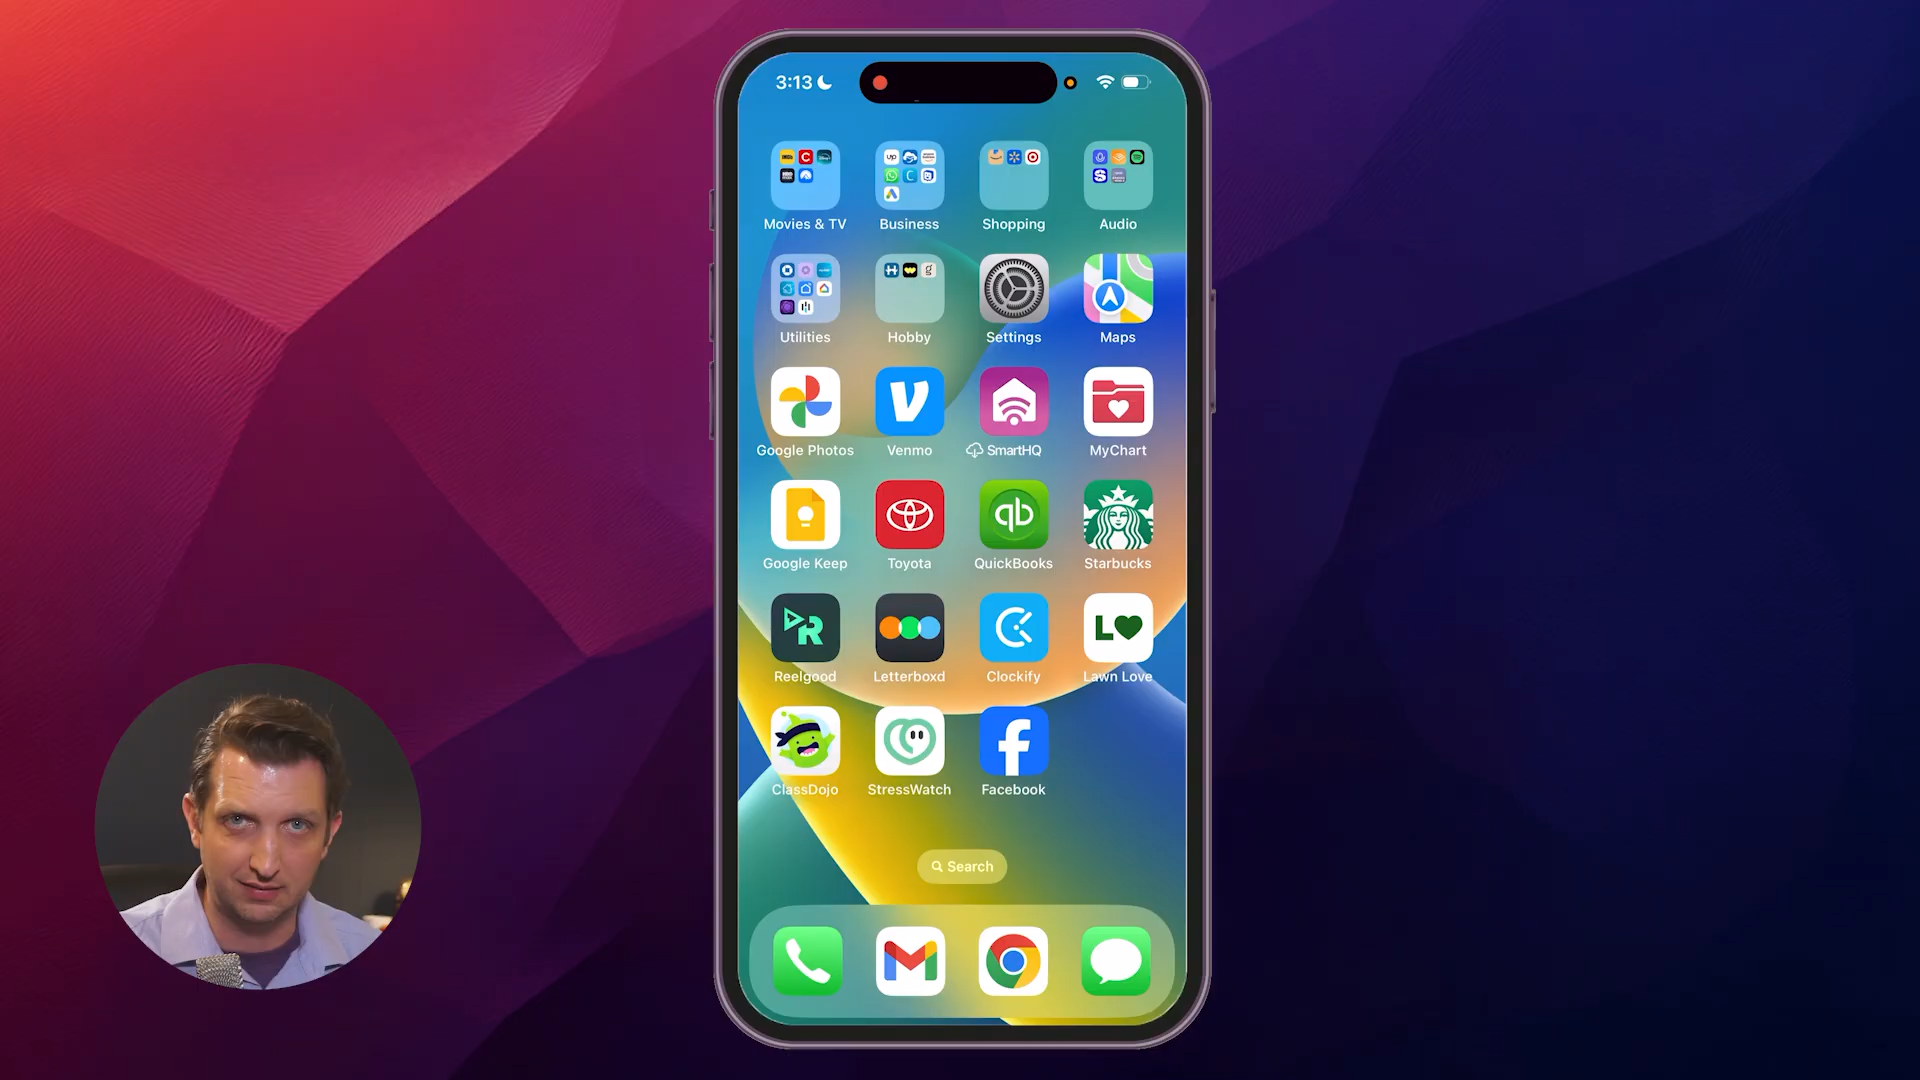 3:13
Movies & TV
Business
Shopping
Audio
Utilities
Hobby
Settings
Maps
Google Photos
Venmo
SmartHQ
MyChart
Google Keep
Toyota
QuickBooks
Starbucks
Reelgood
Letterboxd
Clockify
Lawn Love
ClassDojo
StressWatch
Facebook
Search